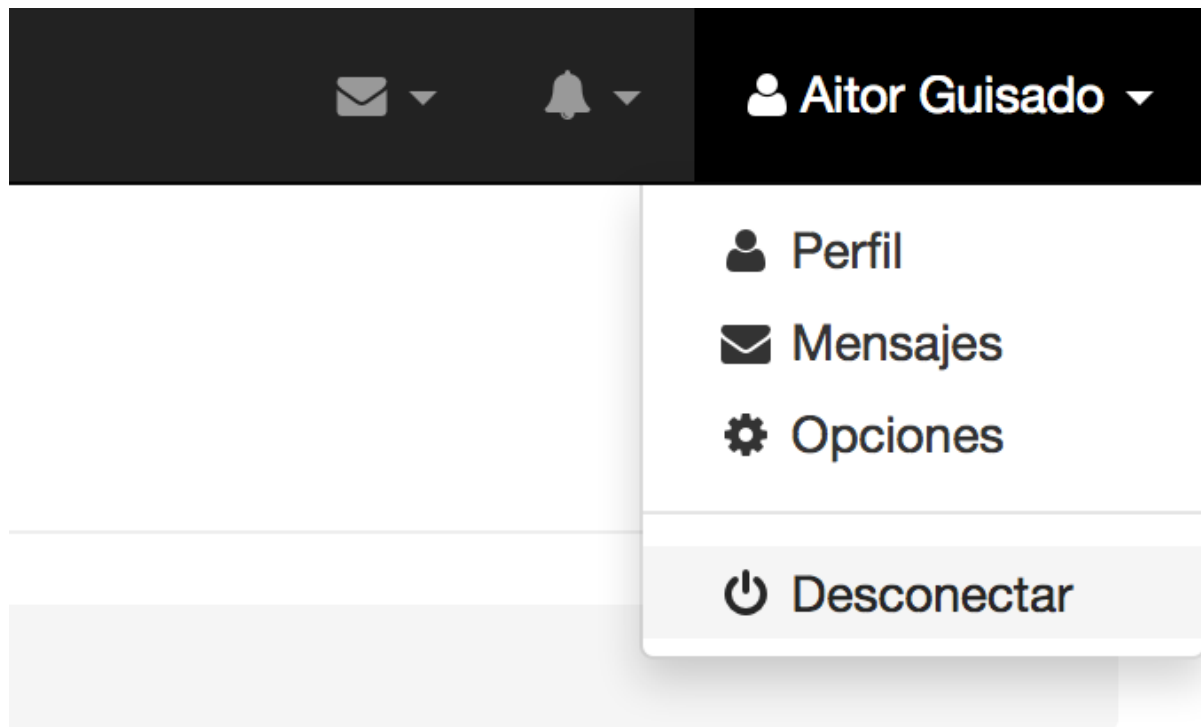 Aitor Guisado
Perfil
Mensajes
Opciones
Desconectar